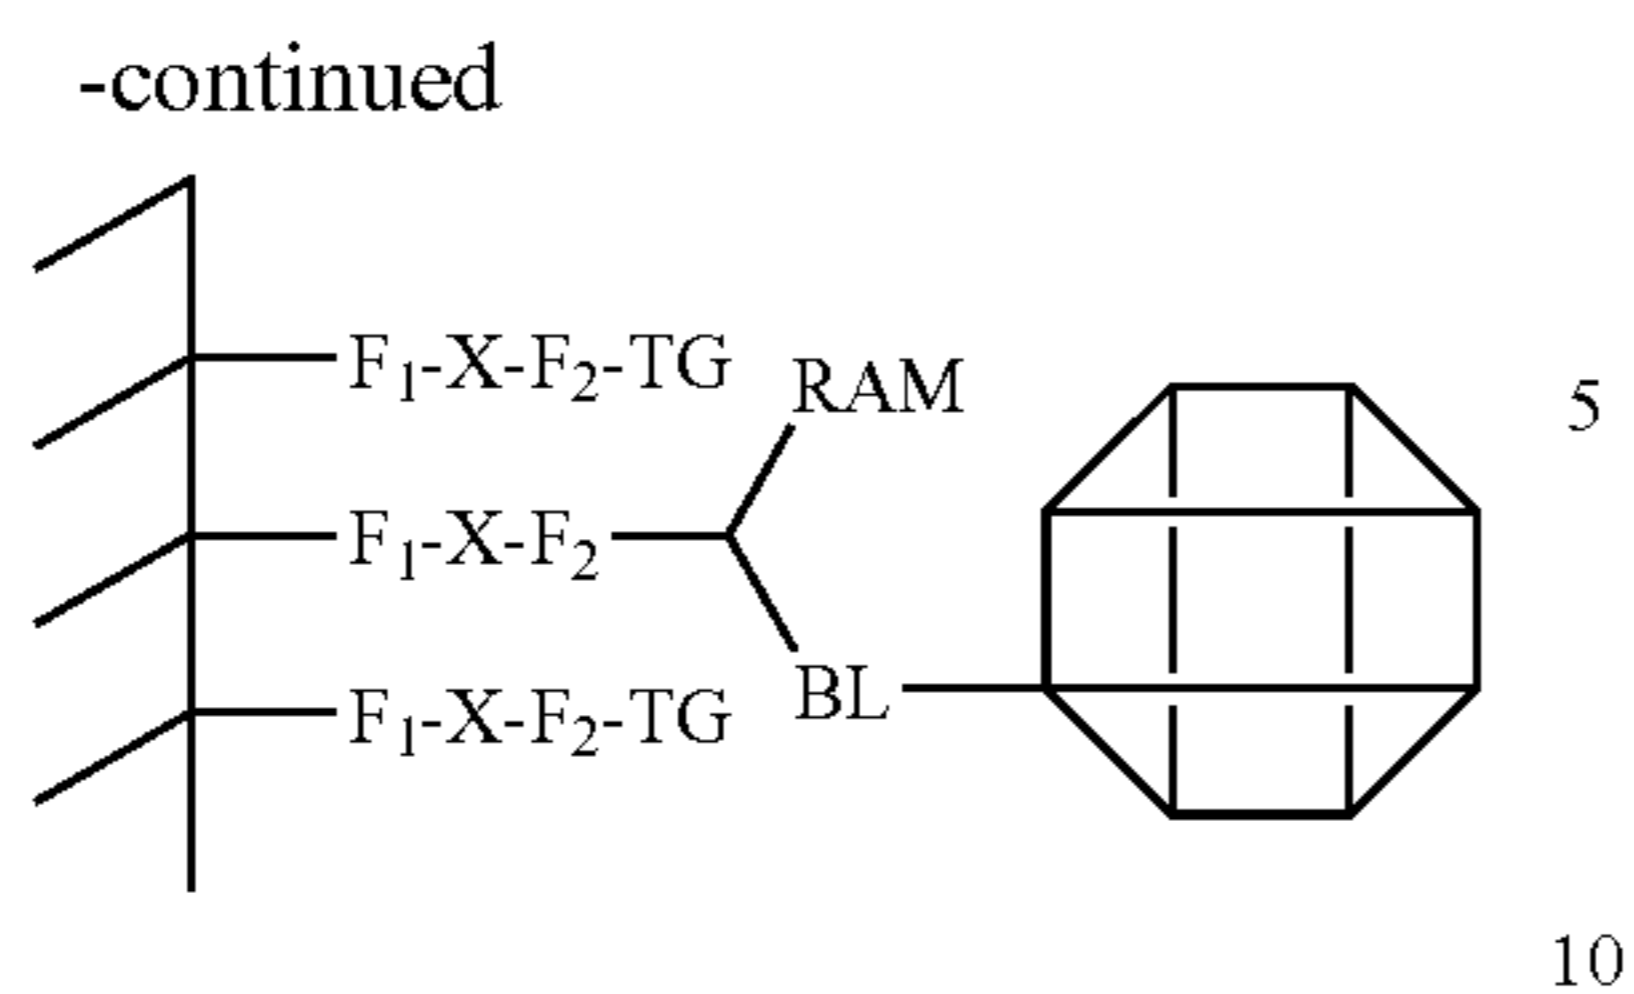 -continued
F₁-X-F₂-TG
RAM
5
F₁-X-F₂
BL
F₁-X-F₂-TG
10